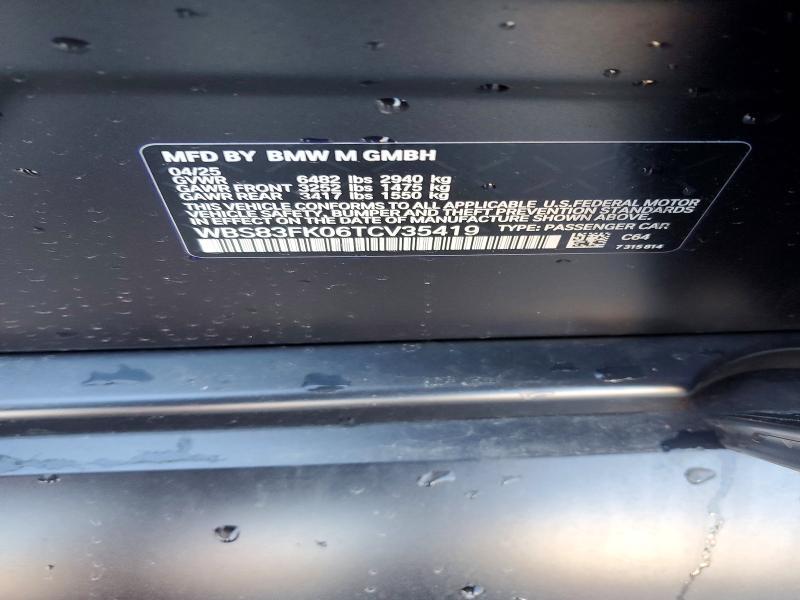 MFD BY BMW M GMBH
04/25
GVWR 6482 lbs 2940 kg
GAWR FRONT 3252 lbs 1475 kg
GAWR REAR 3417 lbs 1550 kg
THIS VEHICLE CONFORMS TO ALL APPLICABLE U.S.FEDERAL MOTOR
VEHICLE SAFETY, BUMPER, AND THEFT PREVENTION STANDARDS
IN EFFECT ON THE DATE OF MANUFACTURE SHOWN ABOVE.
WBS83FK06TCV35419 TYPE: PASSENGER CAR
C64
7 315 614